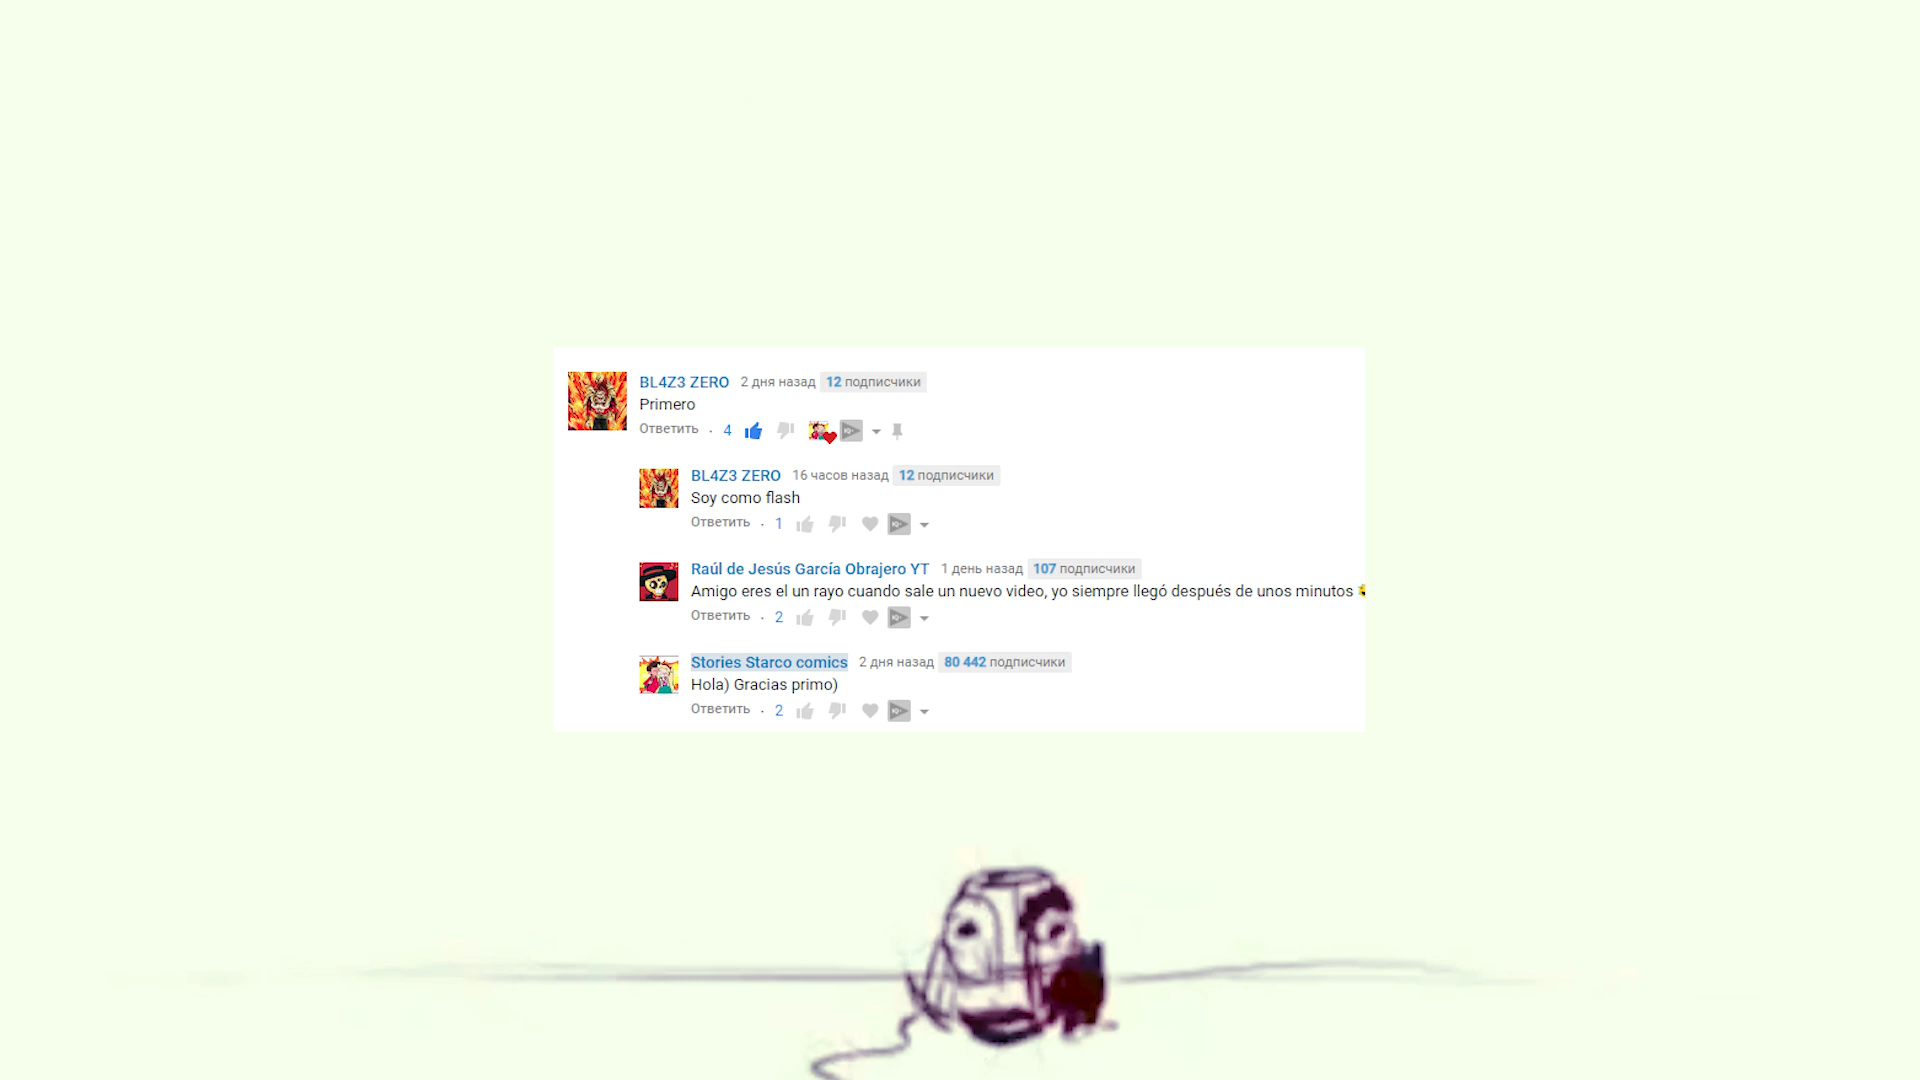 BL4Z3 ZERO 2 дня назад 12 подписчики
Primero
Ответить · 4
BL4Z3 ZERO 16 часов назад 12 подписчики
Soy como flash
Ответить · 1
Raúl de Jesús García Obrajero YT 1 день назад 107 подписчики
Amigo eres el un rayo cuando sale un nuevo video, yo siempre llegó después de unos minutos
Ответить · 2
Stories Starco comics 2 дня назад 80 442 подписчики
Hola) Gracias primo)
Ответить · 2